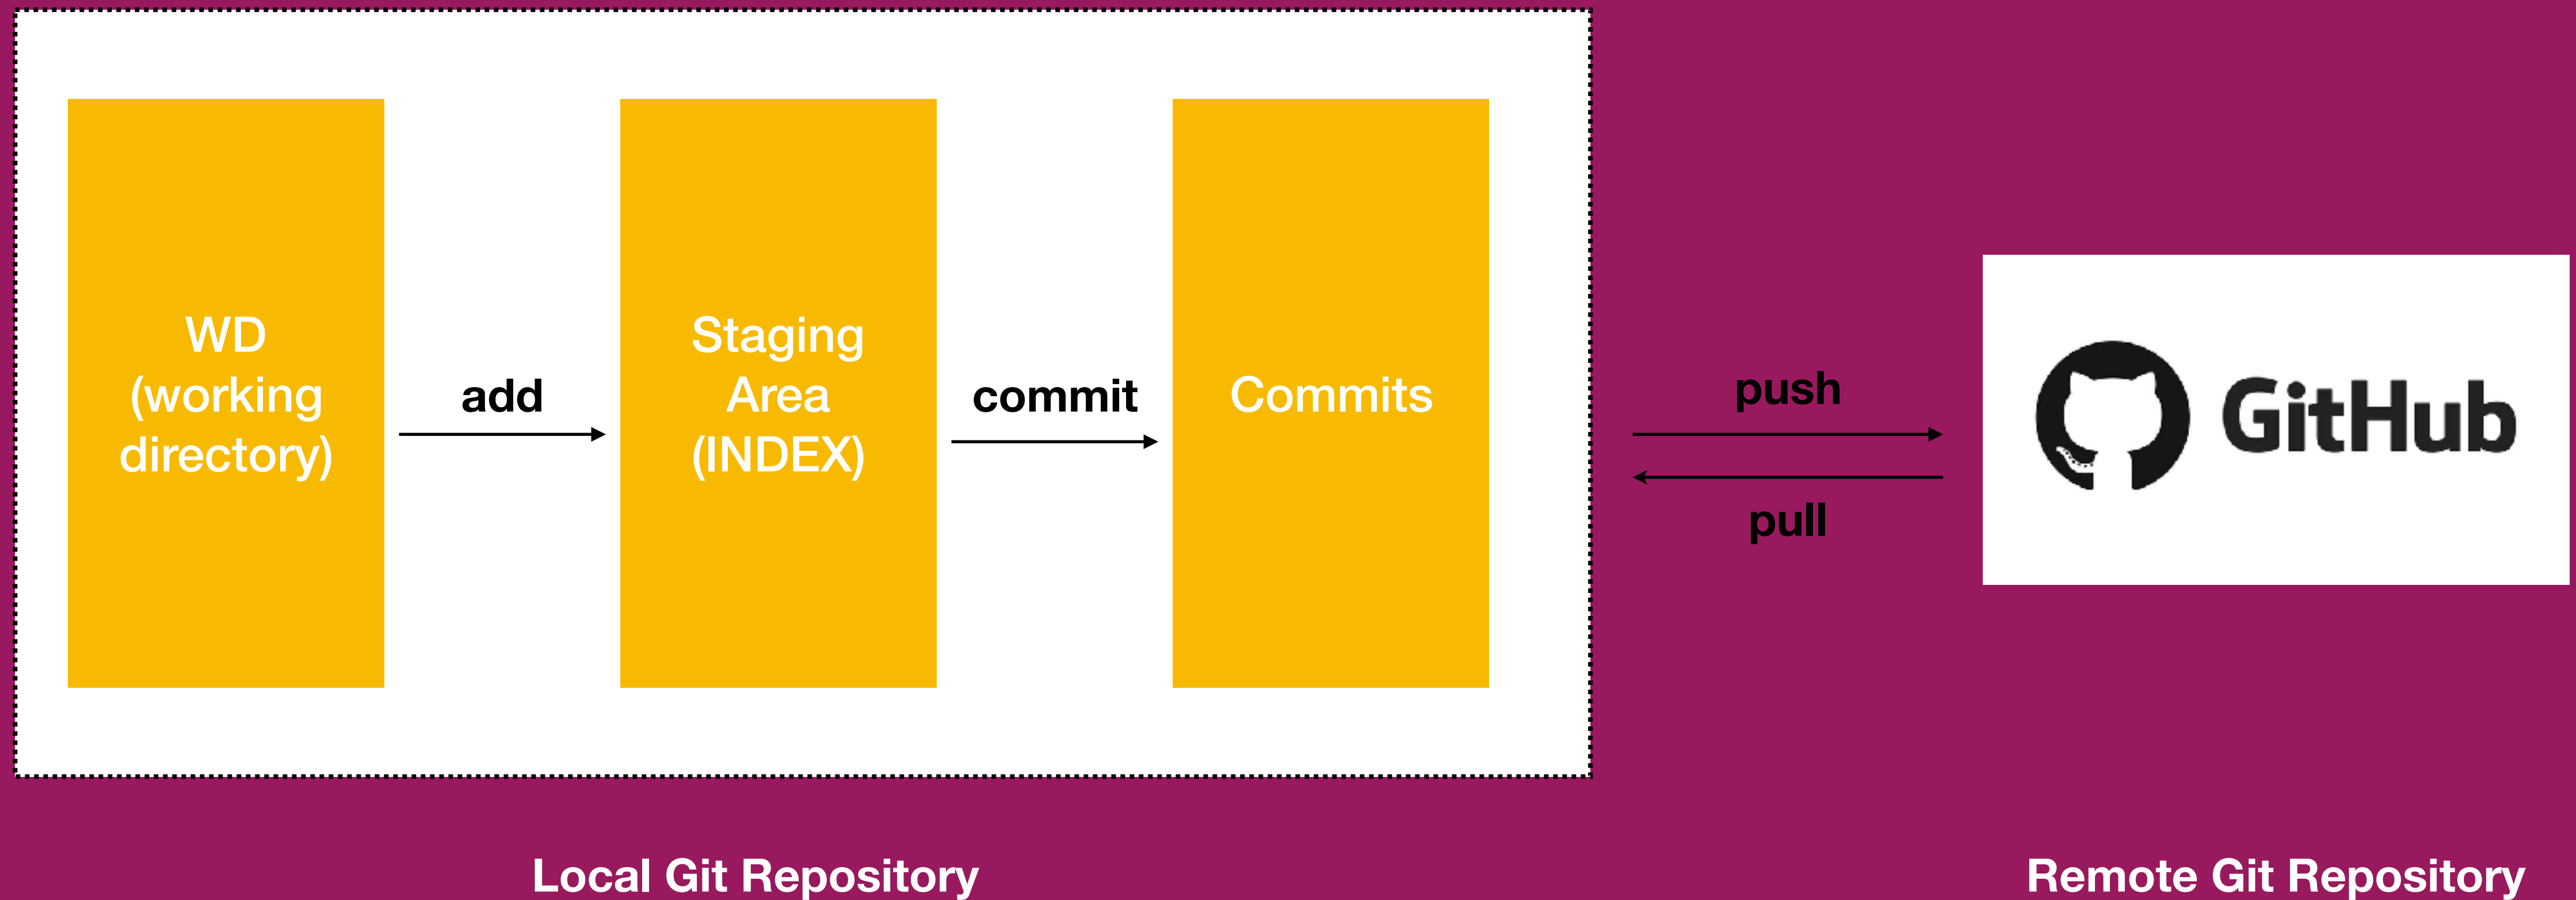 WD
(working
directory)
add
Staging
Area
(INDEX)
commit
Commits
push
pull
GitHub
Local Git Repository
Remote Git Repository